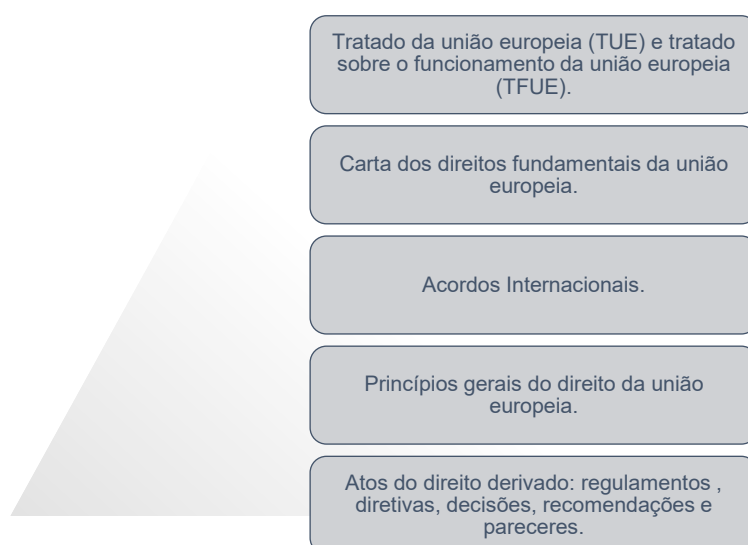 Tratado da união europeia (TUE) e tratado
sobre o funcionamento da união europeia
(TFUE).
Carta dos direitos fundamentais da união
europeia.
Acordos Internacionais.
Princípios gerais do direito da união
europeia.
Atos do direito derivado: regulamentos ,
diretivas, decisões, recomendações e
pareceres.